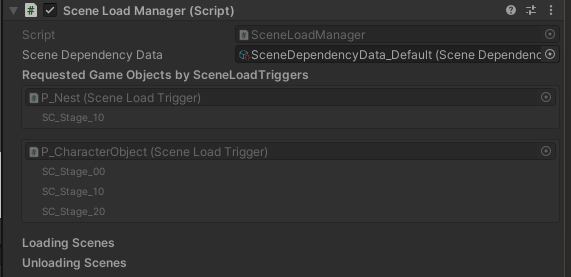 Scene Load Manager (Script)
Script SceneLoadManager
Scene Dependency Data SceneDependencyData_Default (Scene Dependenc
Requested Game Objects by SceneLoadTriggers
P_Nest (Scene Load Trigger)
SC_Stage_10
P_CharacterObject (Scene Load Trigger)
SC_Stage_00
SC_Stage_10
SC_Stage_20
Loading Scenes
Unloading Scenes